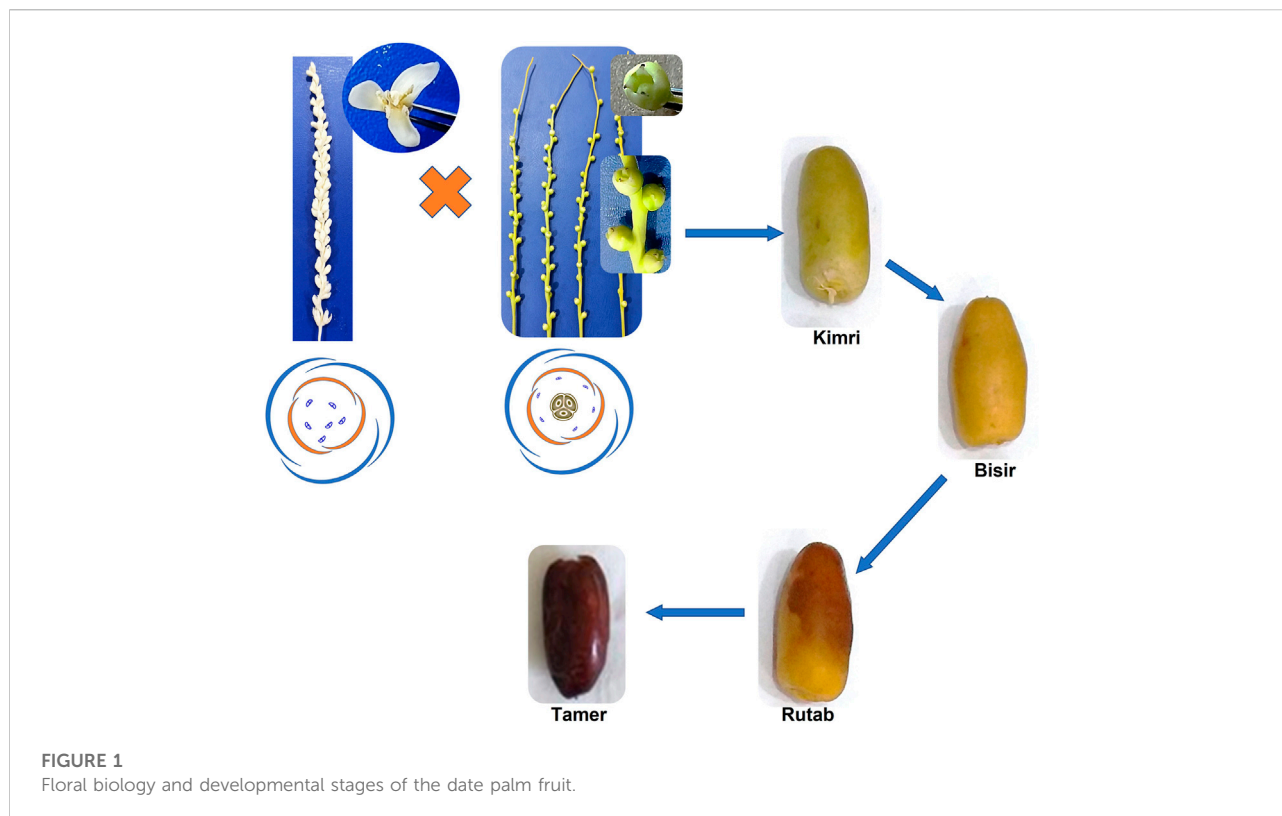 Kimri
Bisir
Rutab
Tamer
FIGURE 1
Floral biology and developmental stages of the date palm fruit.